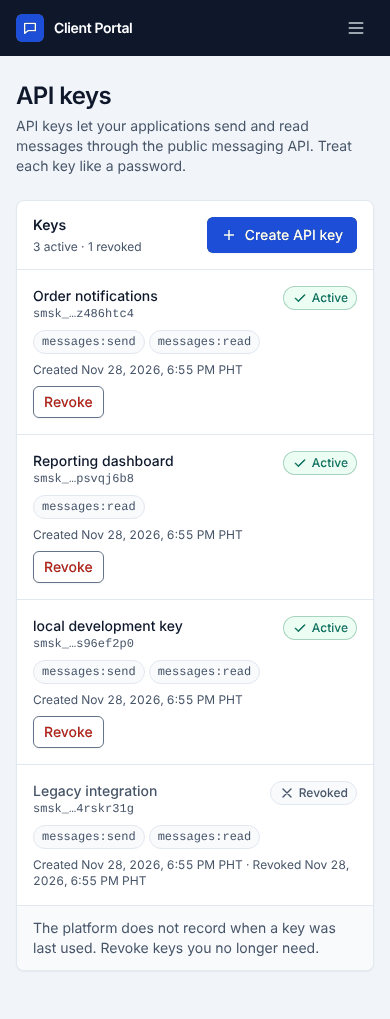 Client Portal
API keys
API keys let your applications send and read
messages through the public messaging API. Treat
each key like a password.
Keys
3 active · 1 revoked
Create API key
Order notifications
Active
smsk_…z486htc4
messages:send messages:read
Created Nov 28, 2026, 6:55 PM PHT
Revoke
Reporting dashboard
Active
smsk_…psvqj6b8
messages:read
Created Nov 28, 2026, 6:55 PM PHT
Revoke
local development key
Active
smsk_…s96ef2p0
messages:send messages:read
Created Nov 28, 2026, 6:55 PM PHT
Revoke
Legacy integration
Revoked
smsk_…4rskr31g
messages:send messages:read
Created Nov 28, 2026, 6:55 PM PHT · Revoked Nov 28,
2026, 6:55 PM PHT
The platform does not record when a key was
last used. Revoke keys you no longer need.